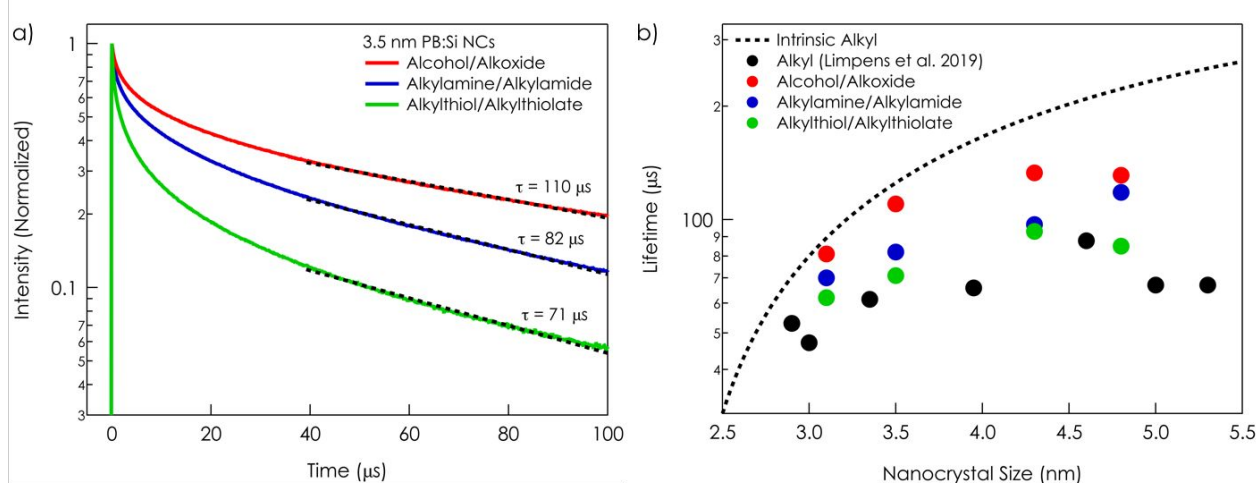 a)
3.5 nm PB:Si NCs
Alcohol/Alkoxide
Alkylamine/Alkylamide
Alkylthiol/Alkylthiolate
τ = 110 μs
τ = 82 μs
τ = 71 μs
Intensity (Normalized)
1
6
5
4
3
2
0.1
7
6
5
4
3
0
20
40
60
80
100
Time (μs)
b)
Intrinsic Alkyl
Alkyl (Limpens et al. 2019)
Alcohol/Alkoxide
Alkylamine/Alkylamide
Alkylthiol/Alkylthiolate
Lifetime (μs)
3
2
100
9
8
7
6
5
4
2.5
3.0
3.5
4.0
4.5
5.0
5.5
Nanocrystal Size (nm)